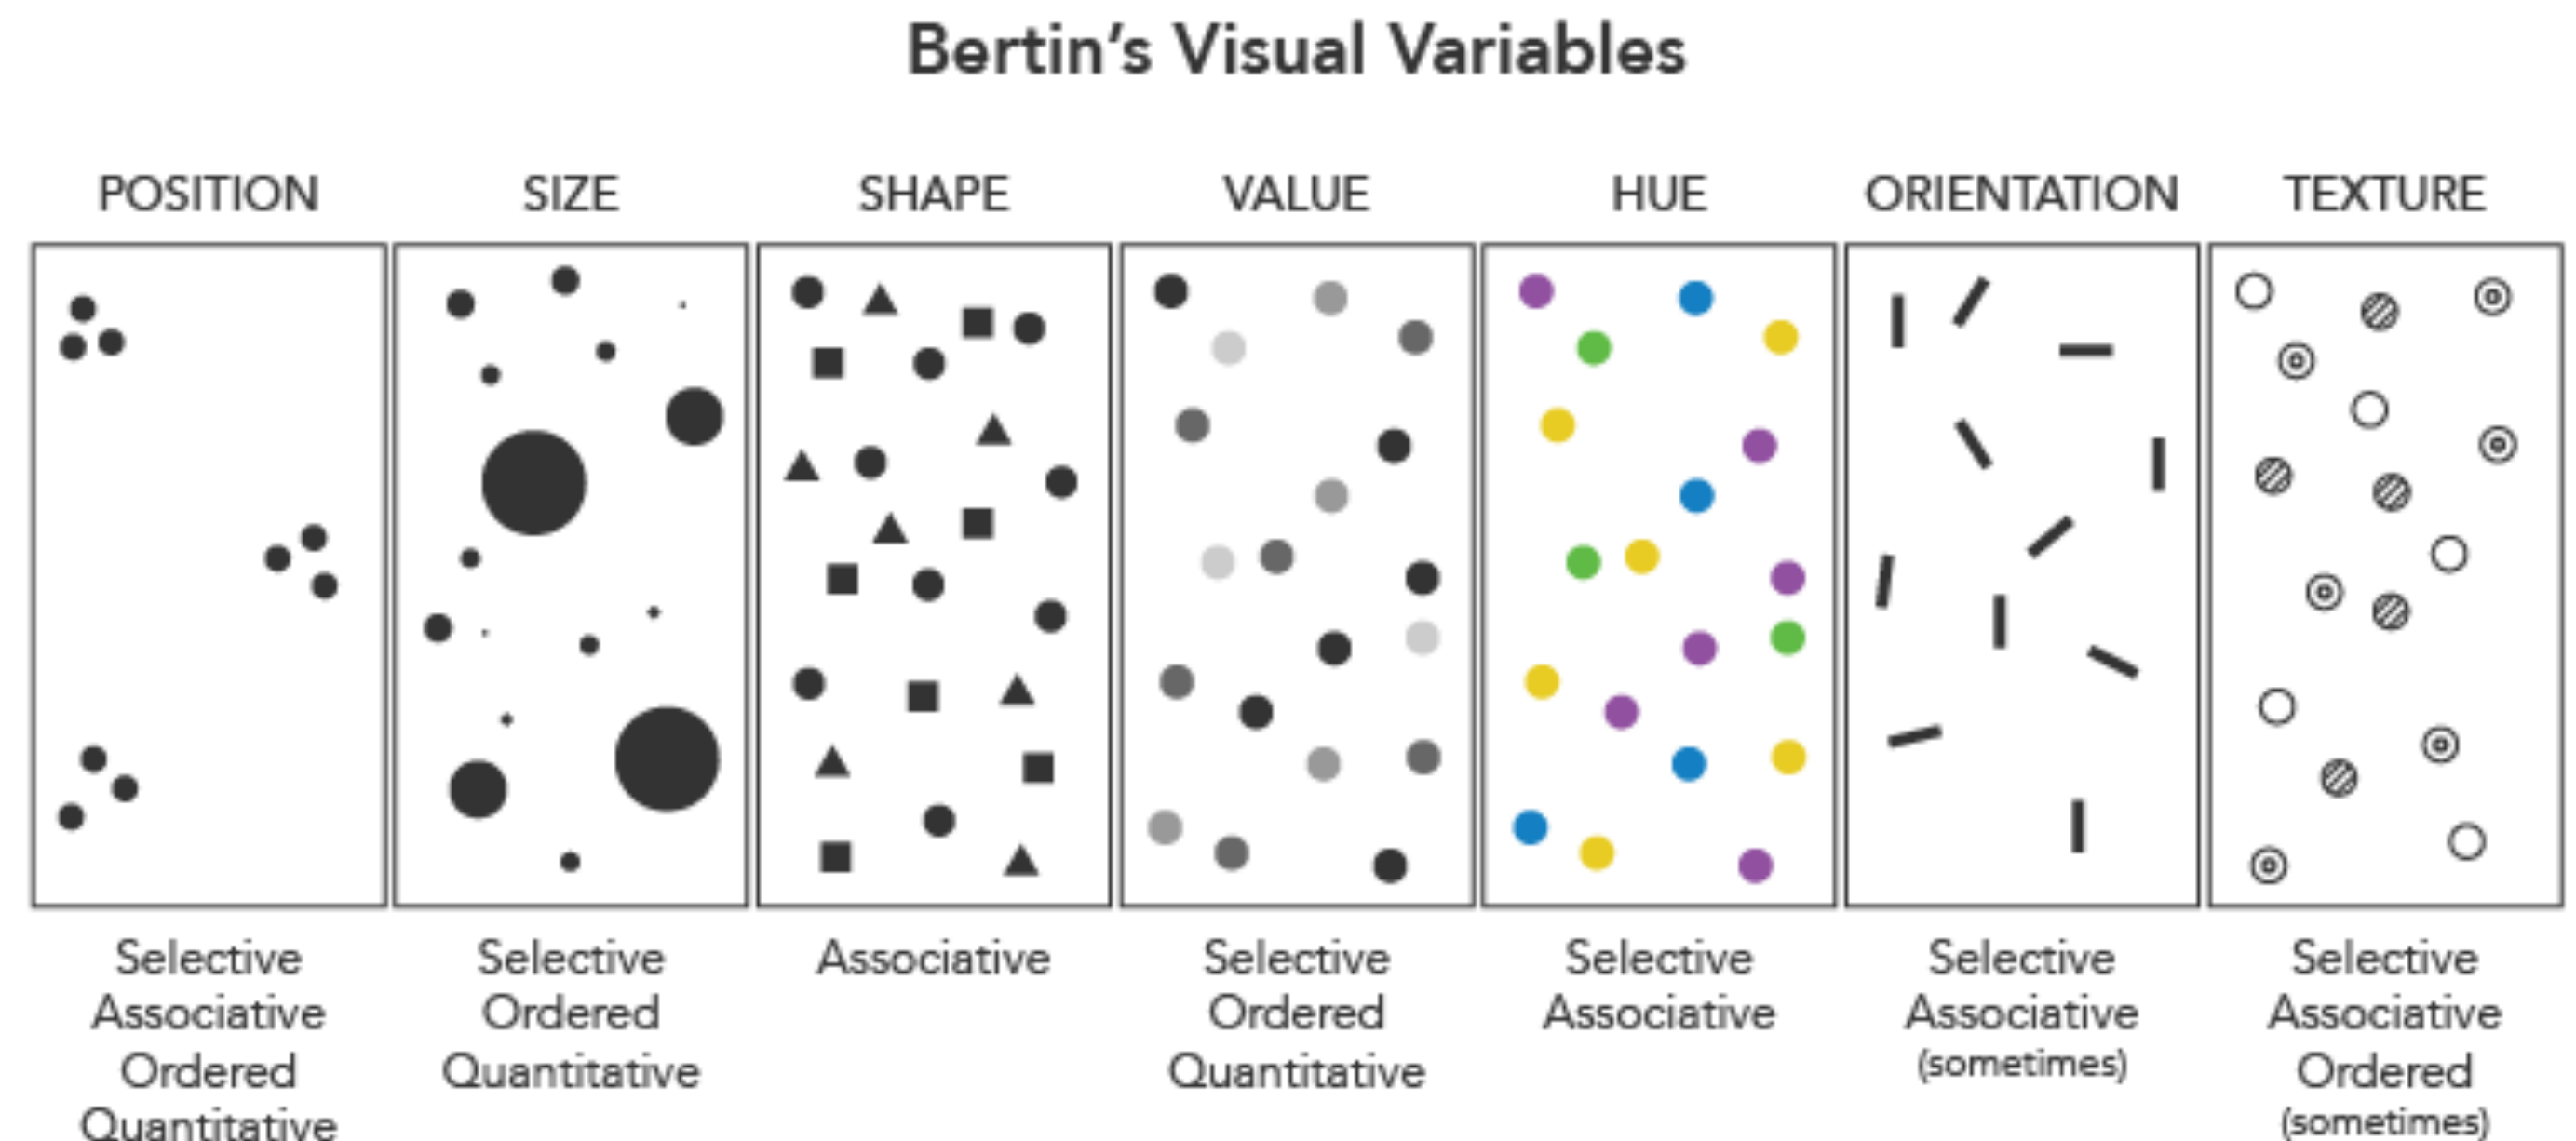 Bertin's Visual Variables
POSITION
SIZE
SHAPE
VALUE
HUE
ORIENTATION
TEXTURE
Selective
Associative
Ordered
Quantitative
Selective
Ordered
Quantitative
Associative
Selective
Ordered
Quantitative
Selective
Associative
Selective
Associative
(sometimes)
Selective
Associative
Ordered
(sometimes)